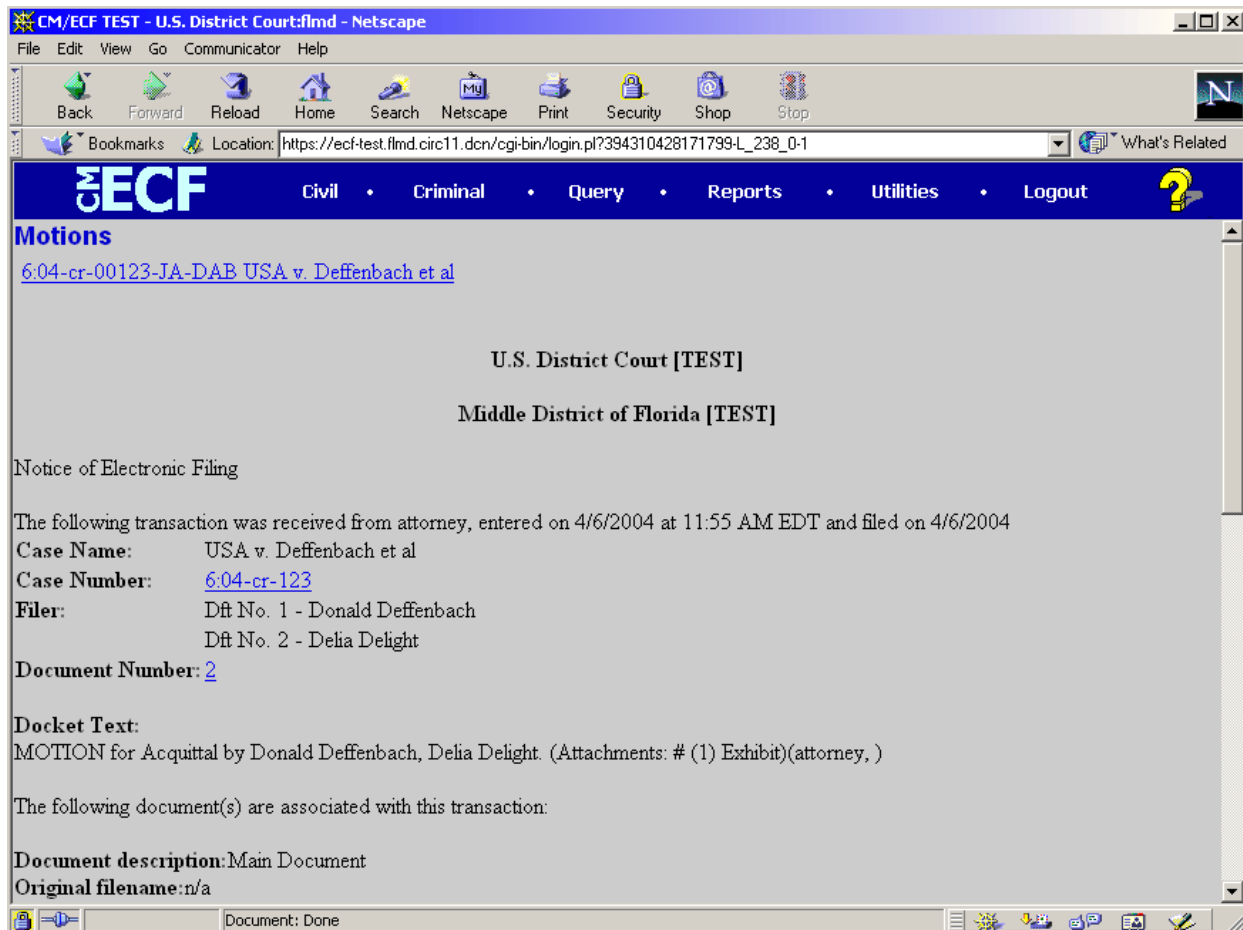 CM/ECF TEST - U.S. District Court:flmd - Netscape
File Edit View Go Communicator Help
My
N
Back Forward Reload Home Search Netscape Print Security Shop Stop
Bookmarks Location: https://ecf-test.flmd.circ11.dcn/cgi-bin/login.pl?394310428171799-L_238_0-1 What's Related
CM ECF Civil • Criminal • Query • Reports • Utilities • Logout ?
Motions
6:04-cr-00123-JA-DAB USA v. Deffenbach et al
U.S. District Court [TEST]
Middle District of Florida [TEST]
Notice of Electronic Filing
The following transaction was received from attorney, entered on 4/6/2004 at 11:55 AM EDT and filed on 4/6/2004
Case Name: USA v. Deffenbach et al
Case Number: 6:04-cr-123
Filer: Dft No. 1 - Donald Deffenbach
Dft No. 2 - Delia Delight
Document Number: 2
Docket Text:
MOTION for Acquittal by Donald Deffenbach, Delia Delight. (Attachments: # (1) Exhibit)(attorney, )
The following document(s) are associated with this transaction:
Document description:Main Document
Original filename:n/a
Document: Done